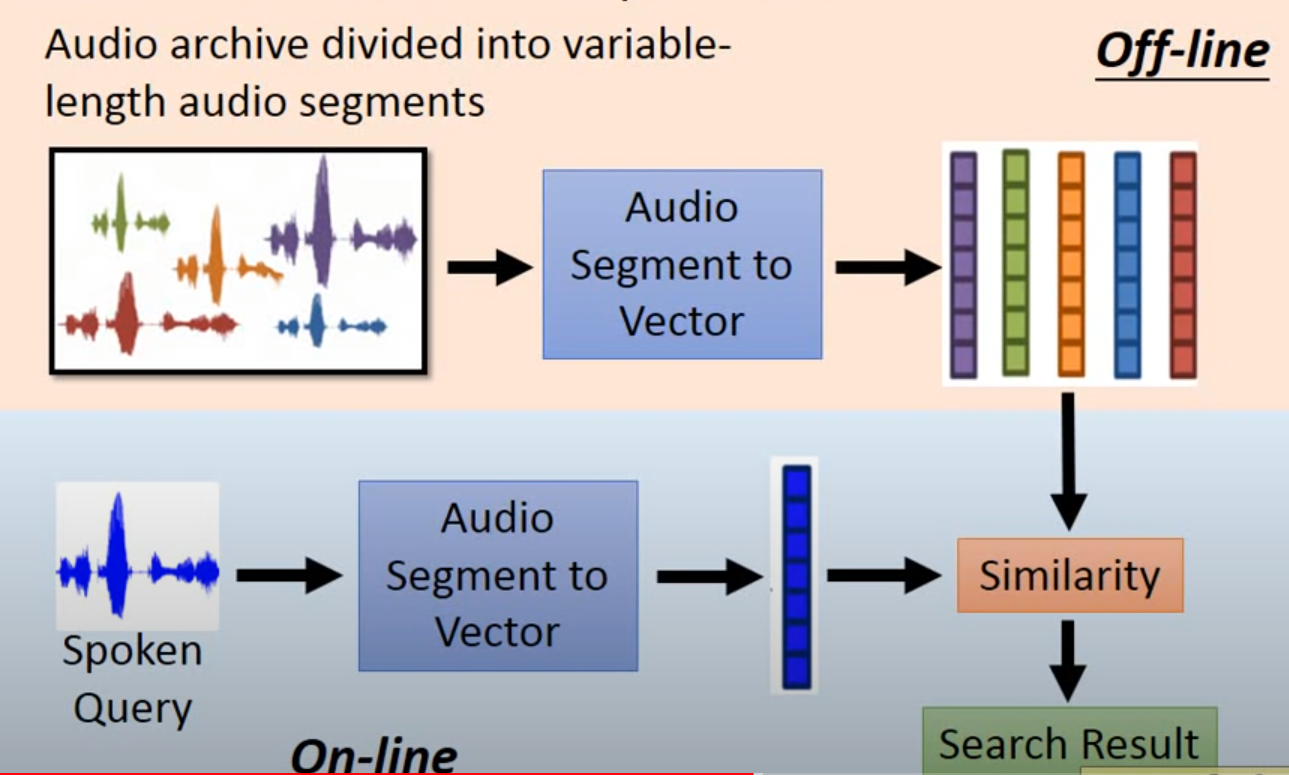 Audio archive divided into variable-
length audio segments
Off-line
Audio
Segment to
Vector
Audio
Segment to
Vector
Similarity
Spoken
Query
On-line
Search Result